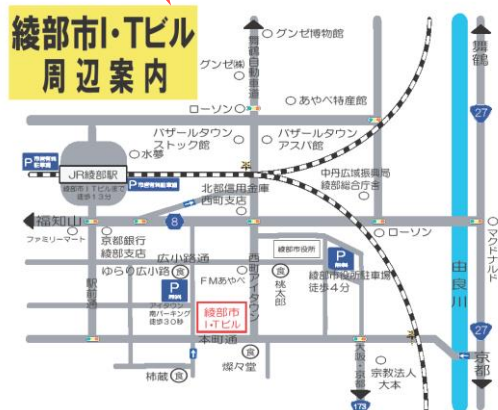 綾部市I・Tビル
周辺案内
グンゼ博物館
舞鶴自動車道
グンゼ㈱
舞鶴
27
ローソン
あやべ特産館
バザールタウン
ストック館
バザールタウン
アスパ館
水夢
P
JR綾部駅
綾部市ITビルまで
徒歩13分
P
北都信用金庫
西町支店
中丹広域振興局
綾部総合庁舎
福知山
8
ファミリーマート
京都銀行
綾部支店
ローソン
マクドナルド
綾部市役所
広小路通
ゆらの広小路 食
P
アイタウン
南パーキング
徒歩30秒
FMあやべ
西町アイタウン
食
桃太郎
P
綾部市役所駐車場
徒歩4分
由良川
駅前通
綾部市
I・Tビル
本町通
27
京都
柿蔵 食
燦々堂 食
大阪・京都
宗教法人
大本
173